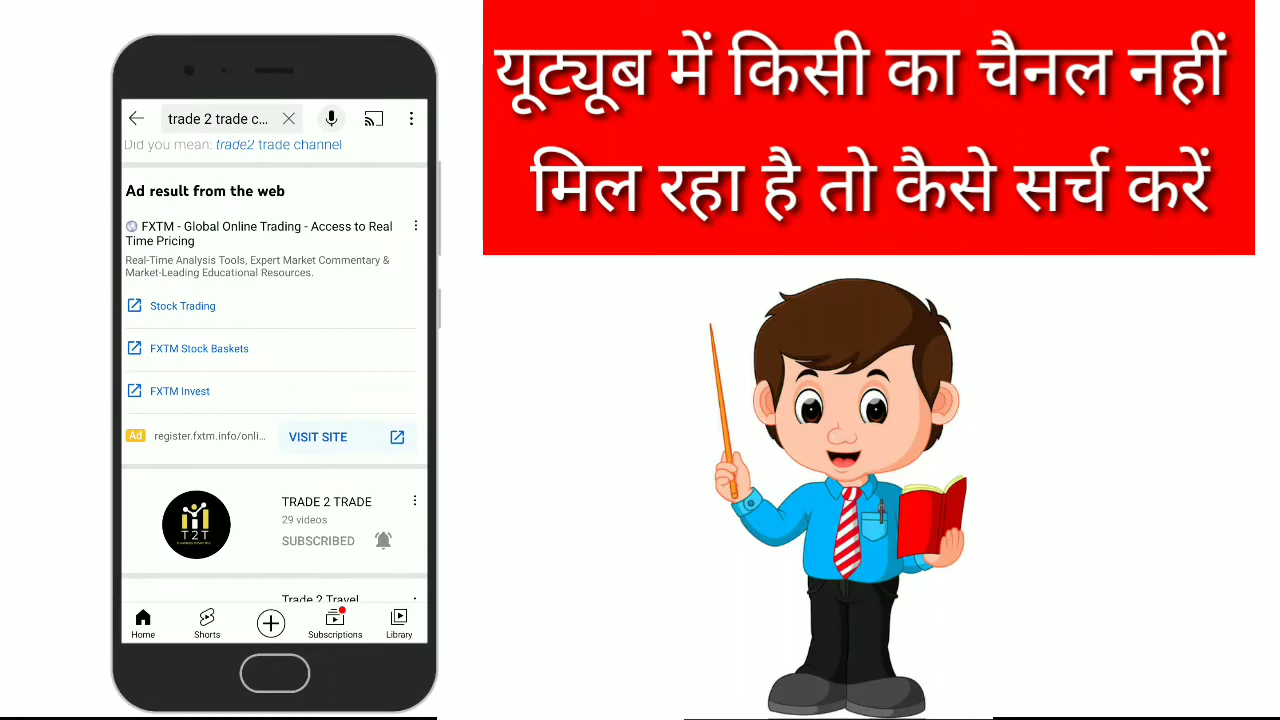 यूट्यूब में किसी का चैनल नहीं
मिल रहा है तो कैसे सर्च करें
trade 2 trade c...
Did you mean: trade2 trade channel
Ad result from the web
FXTM - Global Online Trading - Access to Real
Time Pricing
Real-Time Analysis Tools, Expert Market Commentary &
Market-Leading Educational Resources.
Stock Trading
FXTM Stock Baskets
FXTM Invest
Ad register.fxtm.info/onli... VISIT SITE
T2T
TRADE 2 TRADE
29 videos
SUBSCRIBED
Trade 2 Travel
Home Shorts Subscriptions Library